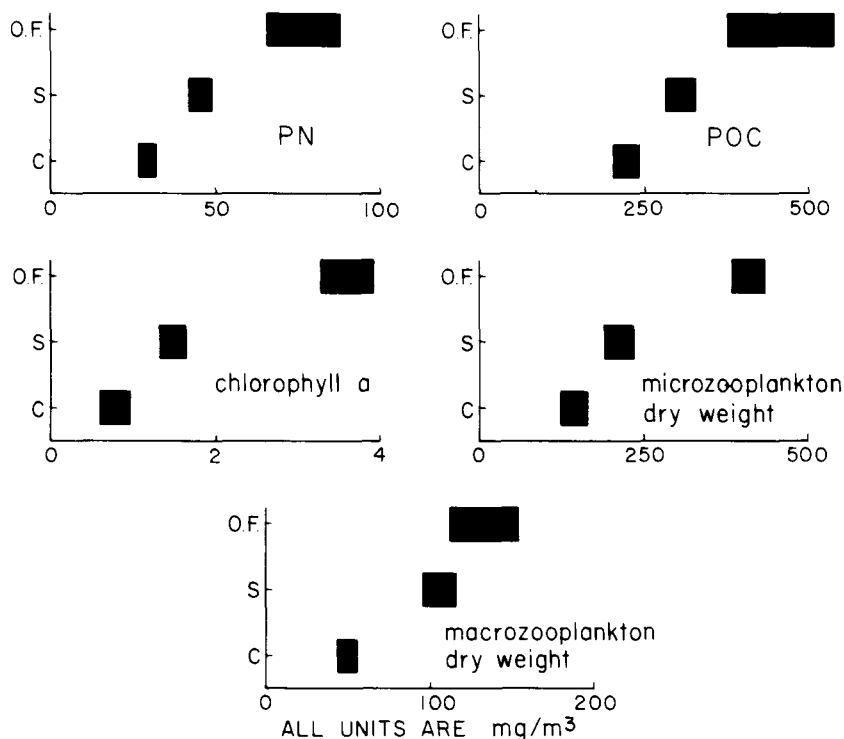 O.F.
S
PN
C
0 50 100
O.F.
S
POC
C
0 250 500
O.F.
S
chlorophyll a
C
0 2 4
O.F.
S
microzooplankton
dry weight
C
0 250 500
O.F.
S
macrozooplankton
dry weight
C
0 100 200
ALL UNITS ARE mg/m³